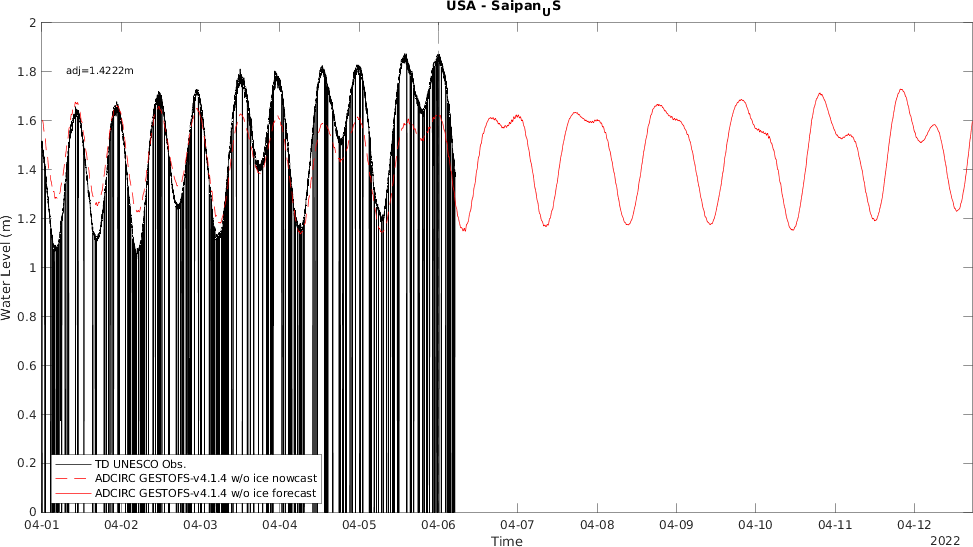 USA - SaipanUS
adj=1.4222m
Water Level (m)
2
1.8
1.6
1.4
1.2
1
0.8
0.6
0.4
0.2
0
TD UNESCO Obs.
ADCIRC GESTOFS-v4.1.4 w/o ice nowcast
ADCIRC GESTOFS-v4.1.4 w/o ice forecast
04-01 04-02 04-03 04-04 04-05 04-06 04-07 04-08 04-09 04-10 04-11 04-12
Time
2022